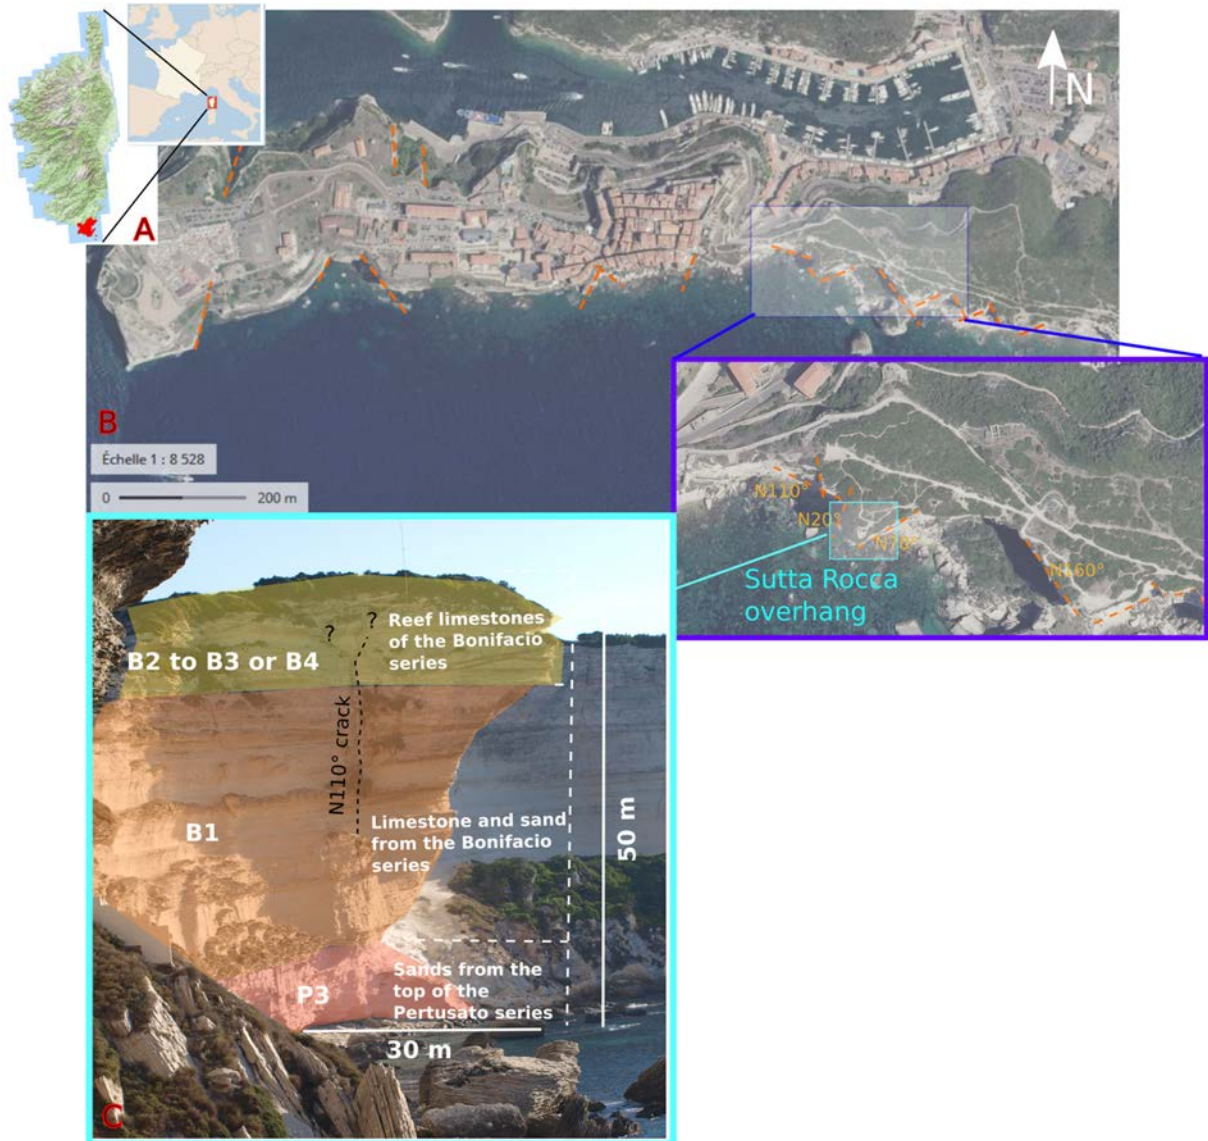 A
N
B
Échelle 1 : 8 528
0 200 m
N110°
N20°
N70°
N160°
Sutta Rocca
overhang
? ?
Reef limestones
of the Bonifacio
series
B2 to B3 or B4
N110° crack
B1
Limestone and sand
from the Bonifacio
series
50 m
Sands from the
top of the
Pertusato series
P3
30 m
C